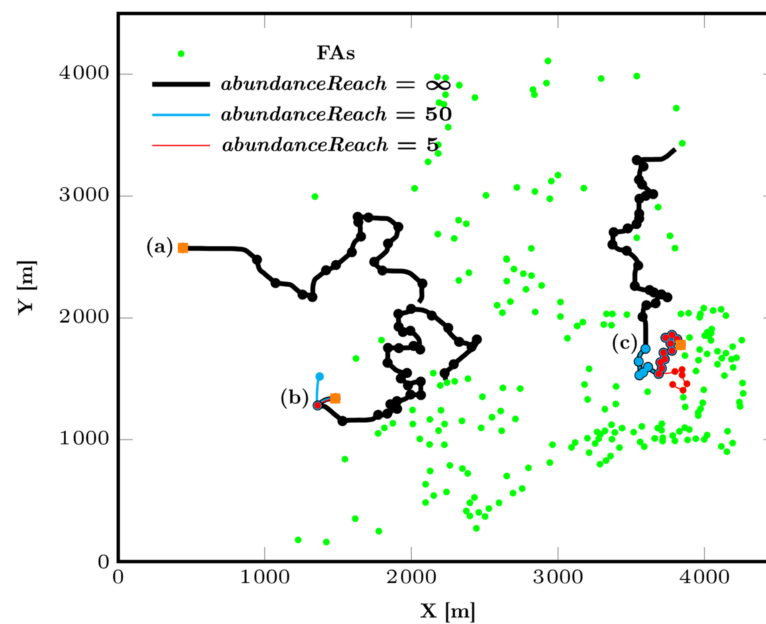 FAs
abundanceReach = ∞
abundanceReach = 50
abundanceReach = 5
4000
3000
2000
1000
0
Y [m]
(a)
(b)
(c)
0 1000 2000 3000 4000
X [m]